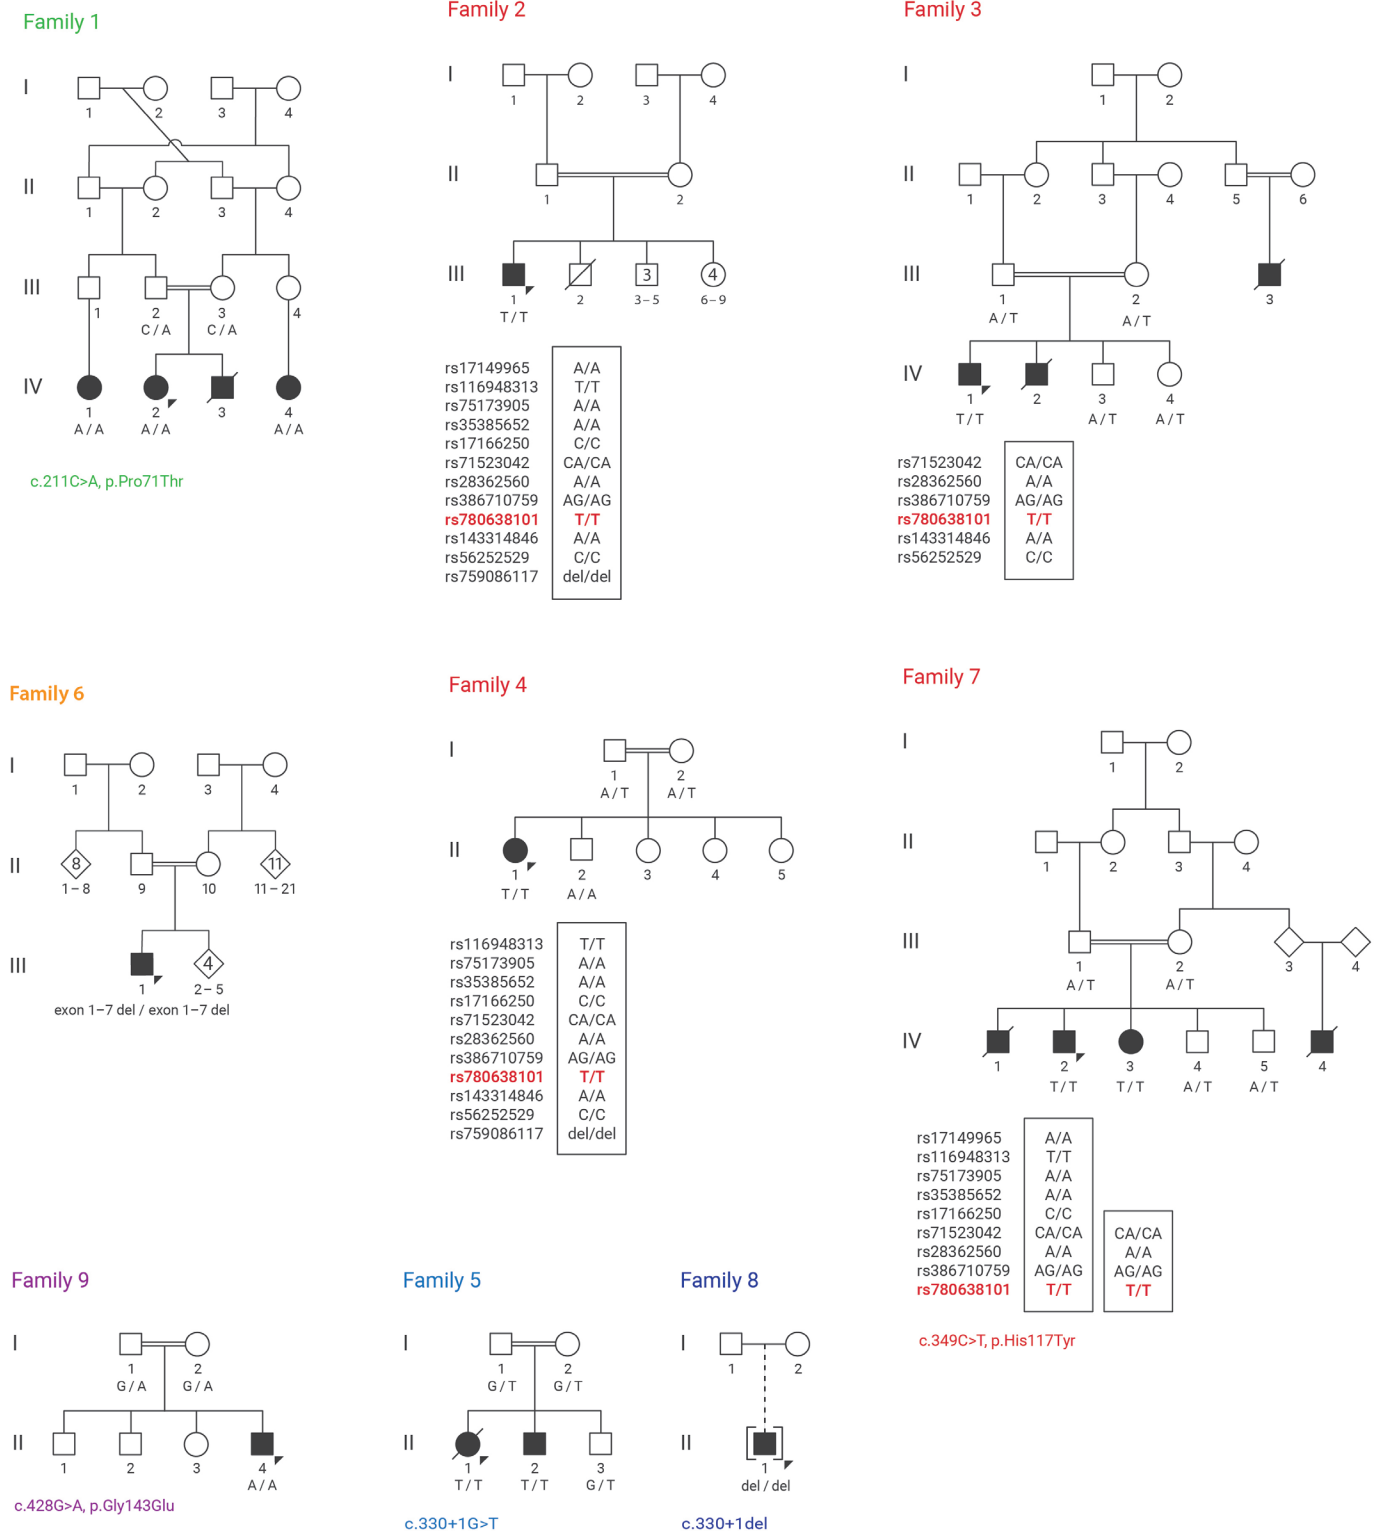 Family 1
I
1 2 3 4
II
1 2 3 4
III
1 2 3 4
C/A C/A
IV
1 2 3 4
A/A A/A A/A
c.211C>A, p.Pro71Thr
Family 2
I
1 2 3 4
II
1 2
III
3 4
1 2 3–5 6–9
T/T
rs17149965 A/A
rs116948313 T/T
rs75173905 A/A
rs35385652 A/A
rs17166250 C/C
rs71523042 CA/CA
rs28362560 A/A
rs386710759 AG/AG
rs780638101 T/T
rs143314846 A/A
rs56252529 C/C
rs759086117 del/del
Family 3
I
1 2
II
1 2 3 4 5 6
III
1 2 3
A/T A/T
IV
1 2 3 4
T/T A/T A/T
rs71523042 CA/CA
rs28362560 A/A
rs386710759 AG/AG
rs780638101 T/T
rs143314846 A/A
rs56252529 C/C
Family 6
I
1 2 3 4
II
8 11
1–8 9 10 11–21
III
4
1 2–5
exon 1–7 del / exon 1–7 del
Family 4
I
1 2
A/T A/T
II
1 2 3 4 5
T/T A/A
rs116948313 T/T
rs75173905 A/A
rs35385652 A/A
rs17166250 C/C
rs71523042 CA/CA
rs28362560 A/A
rs386710759 AG/AG
rs780638101 T/T
rs143314846 A/A
rs56252529 C/C
rs759086117 del/del
Family 7
I
1 2
II
1 2 3 4
III
1 2 3 4
A/T A/T
IV
1 2 3 4 5 4
T/T T/T A/T A/T
rs17149965 A/A
rs116948313 T/T
rs75173905 A/A
rs35385652 A/A
rs17166250 C/C
rs71523042 CA/CA CA/CA
rs28362560 A/A A/A
rs386710759 AG/AG AG/AG
rs780638101 T/T T/T
c.349C>T, p.His117Tyr
Family 9
I
1 2
G/A G/A
II
1 2 3 4
A/A
c.428G>A, p.Gly143Glu
Family 5
I
1 2
G/T G/T
II
1 2 3
T/T T/T G/T
c.330+1G>T
Family 8
I
1 2
II
1
del/del
c.330+1del